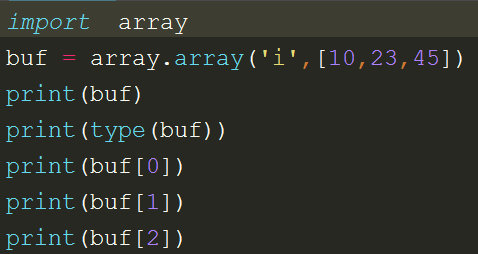 import  array
buf = array.array('i',[10,23,45])
print(buf)
print(type(buf))
print(buf[0])
print(buf[1])
print(buf[2])